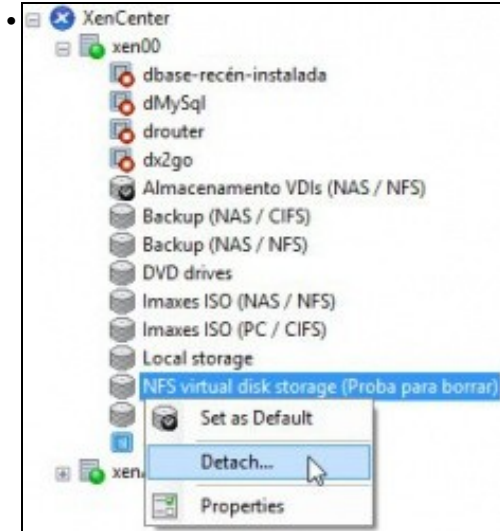 XenCenter
xen00
dbase-recén-instalada
dMySql
drouter
dx2go
Almacenamento VDIs (NAS / NFS)
Backup (NAS / CIFS)
Backup (NAS / NFS)
DVD drives
Imaxes ISO (NAS / NFS)
Imaxes ISO (PC / CIFS)
Local storage
NFS virtual disk storage (Proba para borrar)
Set as Default
Detach...
Properties